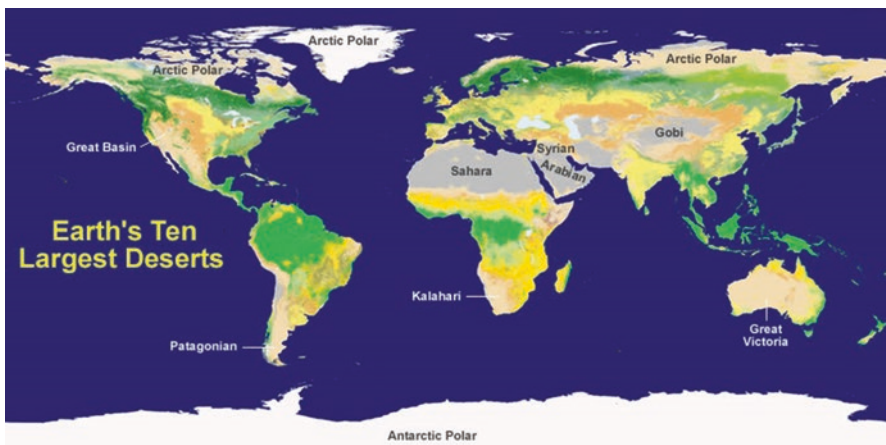 Arctic Polar
Arctic Polar
Arctic Polar
Great Basin
Gobi
Syrian
Arabian
Sahara
Earth's Ten
Largest Deserts
Kalahari
Great
Victoria
Patagonian
Antarctic Polar